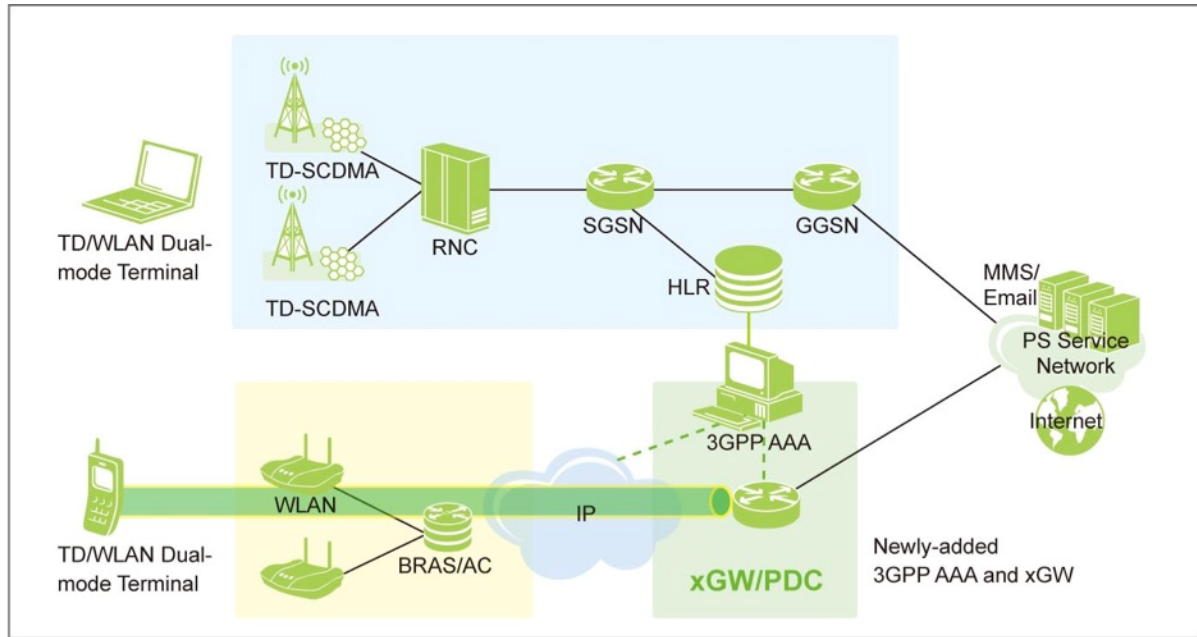 TD-SCDMA
TD-SCDMA
RNC
SGSN
GGSN
HLR
TD/WLAN Dual-
mode Terminal
MMS/
Email
PS Service
Network
Internet
3GPP AAA
WLAN
IP
BRAS/AC
TD/WLAN Dual-
mode Terminal
xGW/PDC
Newly-added
3GPP AAA and xGW